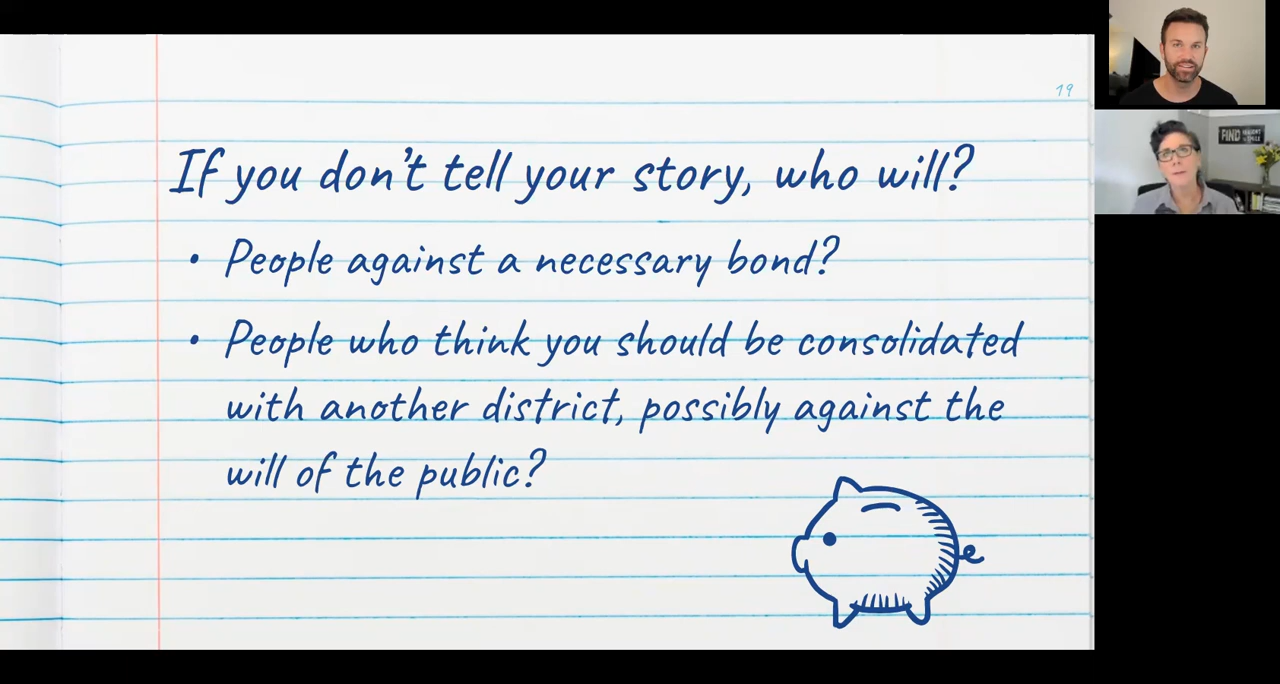 19
If you don't tell your story, who will?
• People against a necessary bond?
• People who think you should be consolidated
with another district, possibly against the
will of the public?
FIND